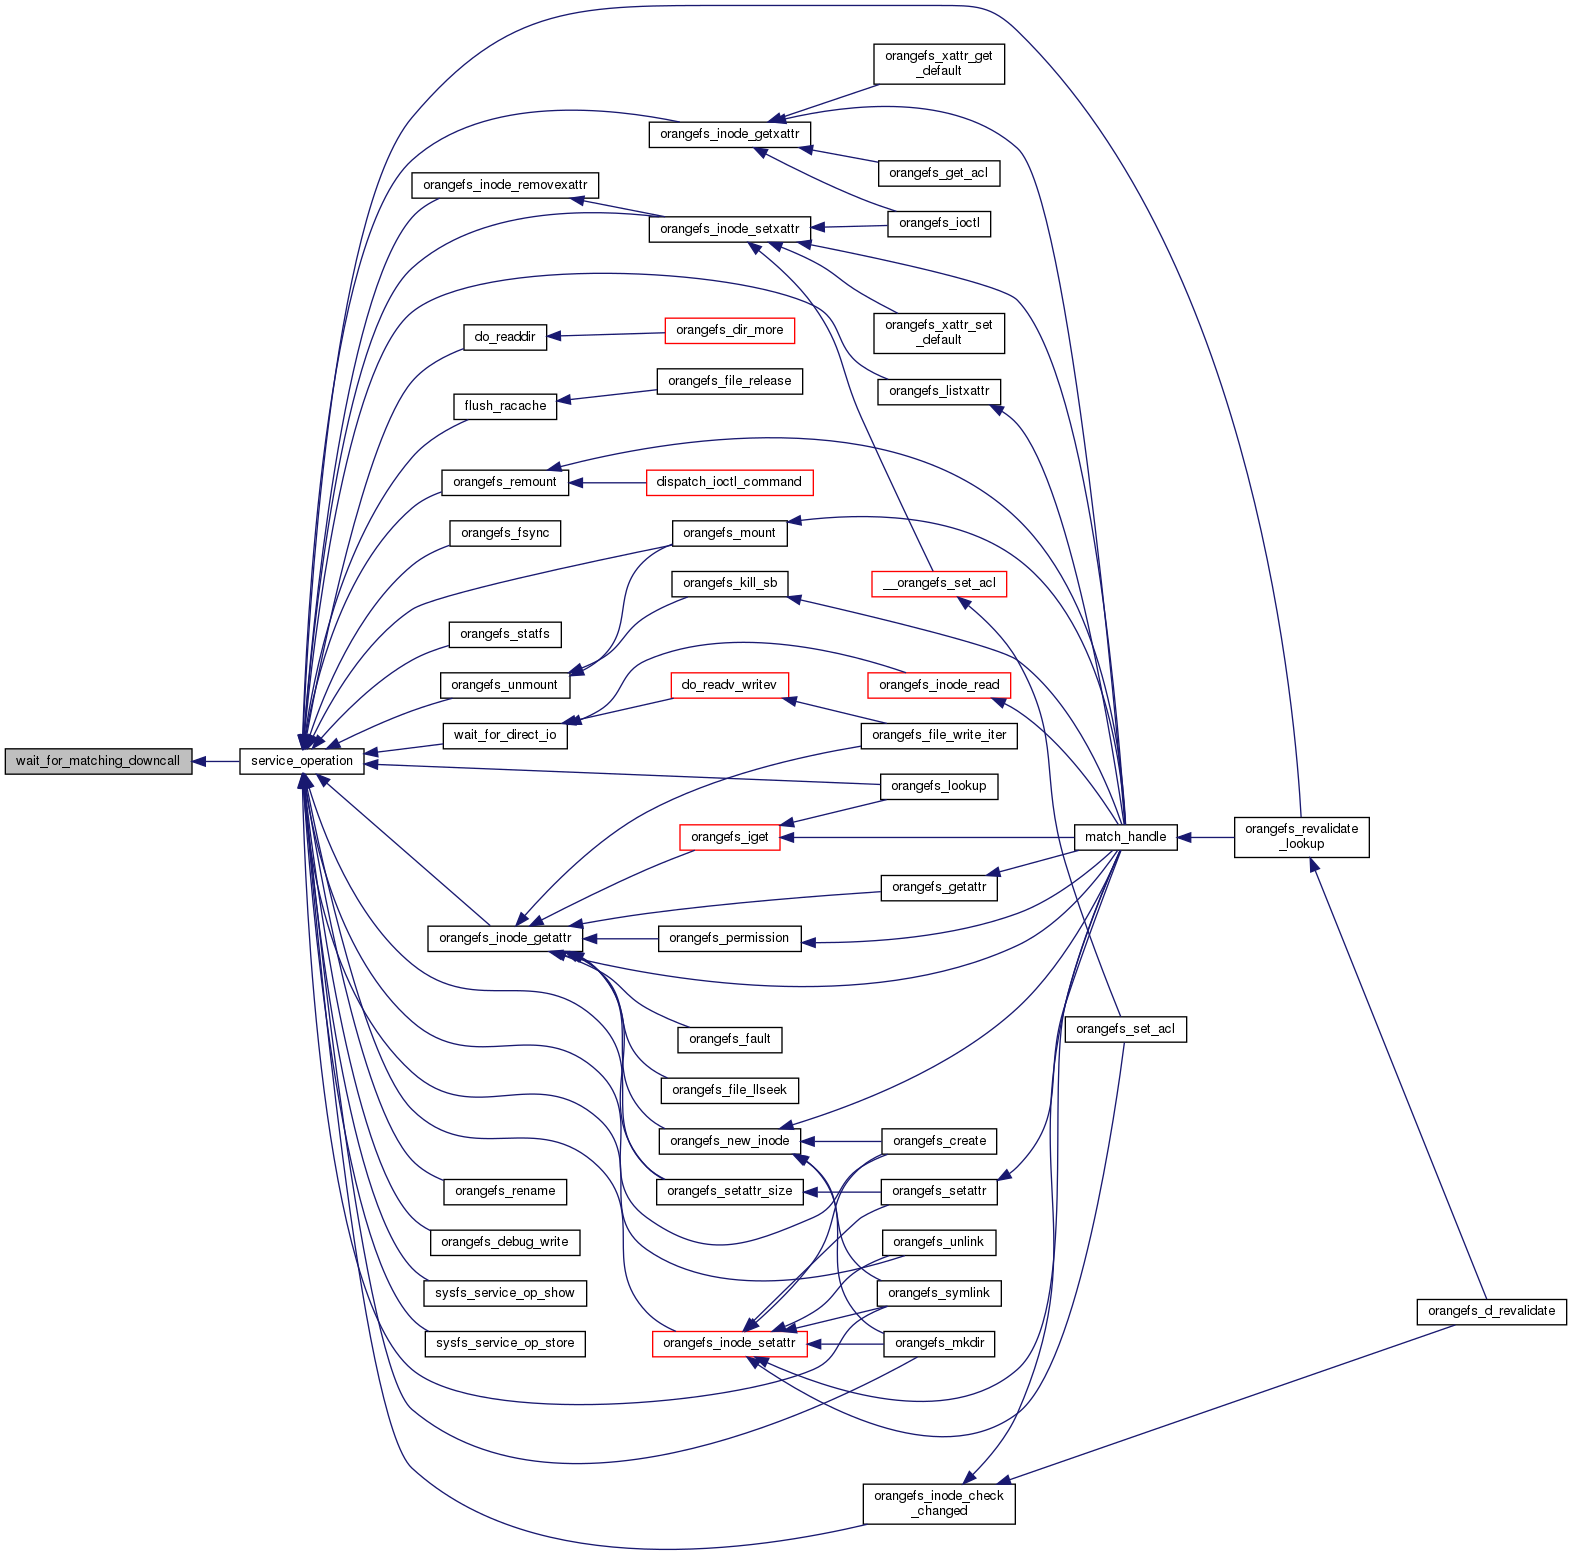 orangefs_xattr_get
_default
orangefs_inode_getxattr
orangefs_get_acl
orangefs_inode_removexattr
orangefs_ioctl
orangefs_inode_setxattr
orangefs_xattr_set
_default
do_readdir
orangefs_dir_more
orangefs_file_release
orangefs_listxattr
flush_racache
orangefs_remount
dispatch_ioctl_command
orangefs_fsync
orangefs_mount
orangefs_kill_sb
__orangefs_set_acl
orangefs_statfs
orangefs_unmount
do_readv_writev
orangefs_inode_read
wait_for_direct_io
orangefs_file_write_iter
wait_for_matching_downcall
service_operation
orangefs_lookup
orangefs_iget
match_handle
orangefs_revalidate
_lookup
orangefs_getattr
orangefs_inode_getattr
orangefs_permission
orangefs_fault
orangefs_set_acl
orangefs_file_llseek
orangefs_new_inode
orangefs_create
orangefs_rename
orangefs_setattr_size
orangefs_setattr
orangefs_debug_write
orangefs_unlink
sysfs_service_op_show
orangefs_symlink
orangefs_d_revalidate
sysfs_service_op_store
orangefs_inode_setattr
orangefs_mkdir
orangefs_inode_check
_changed